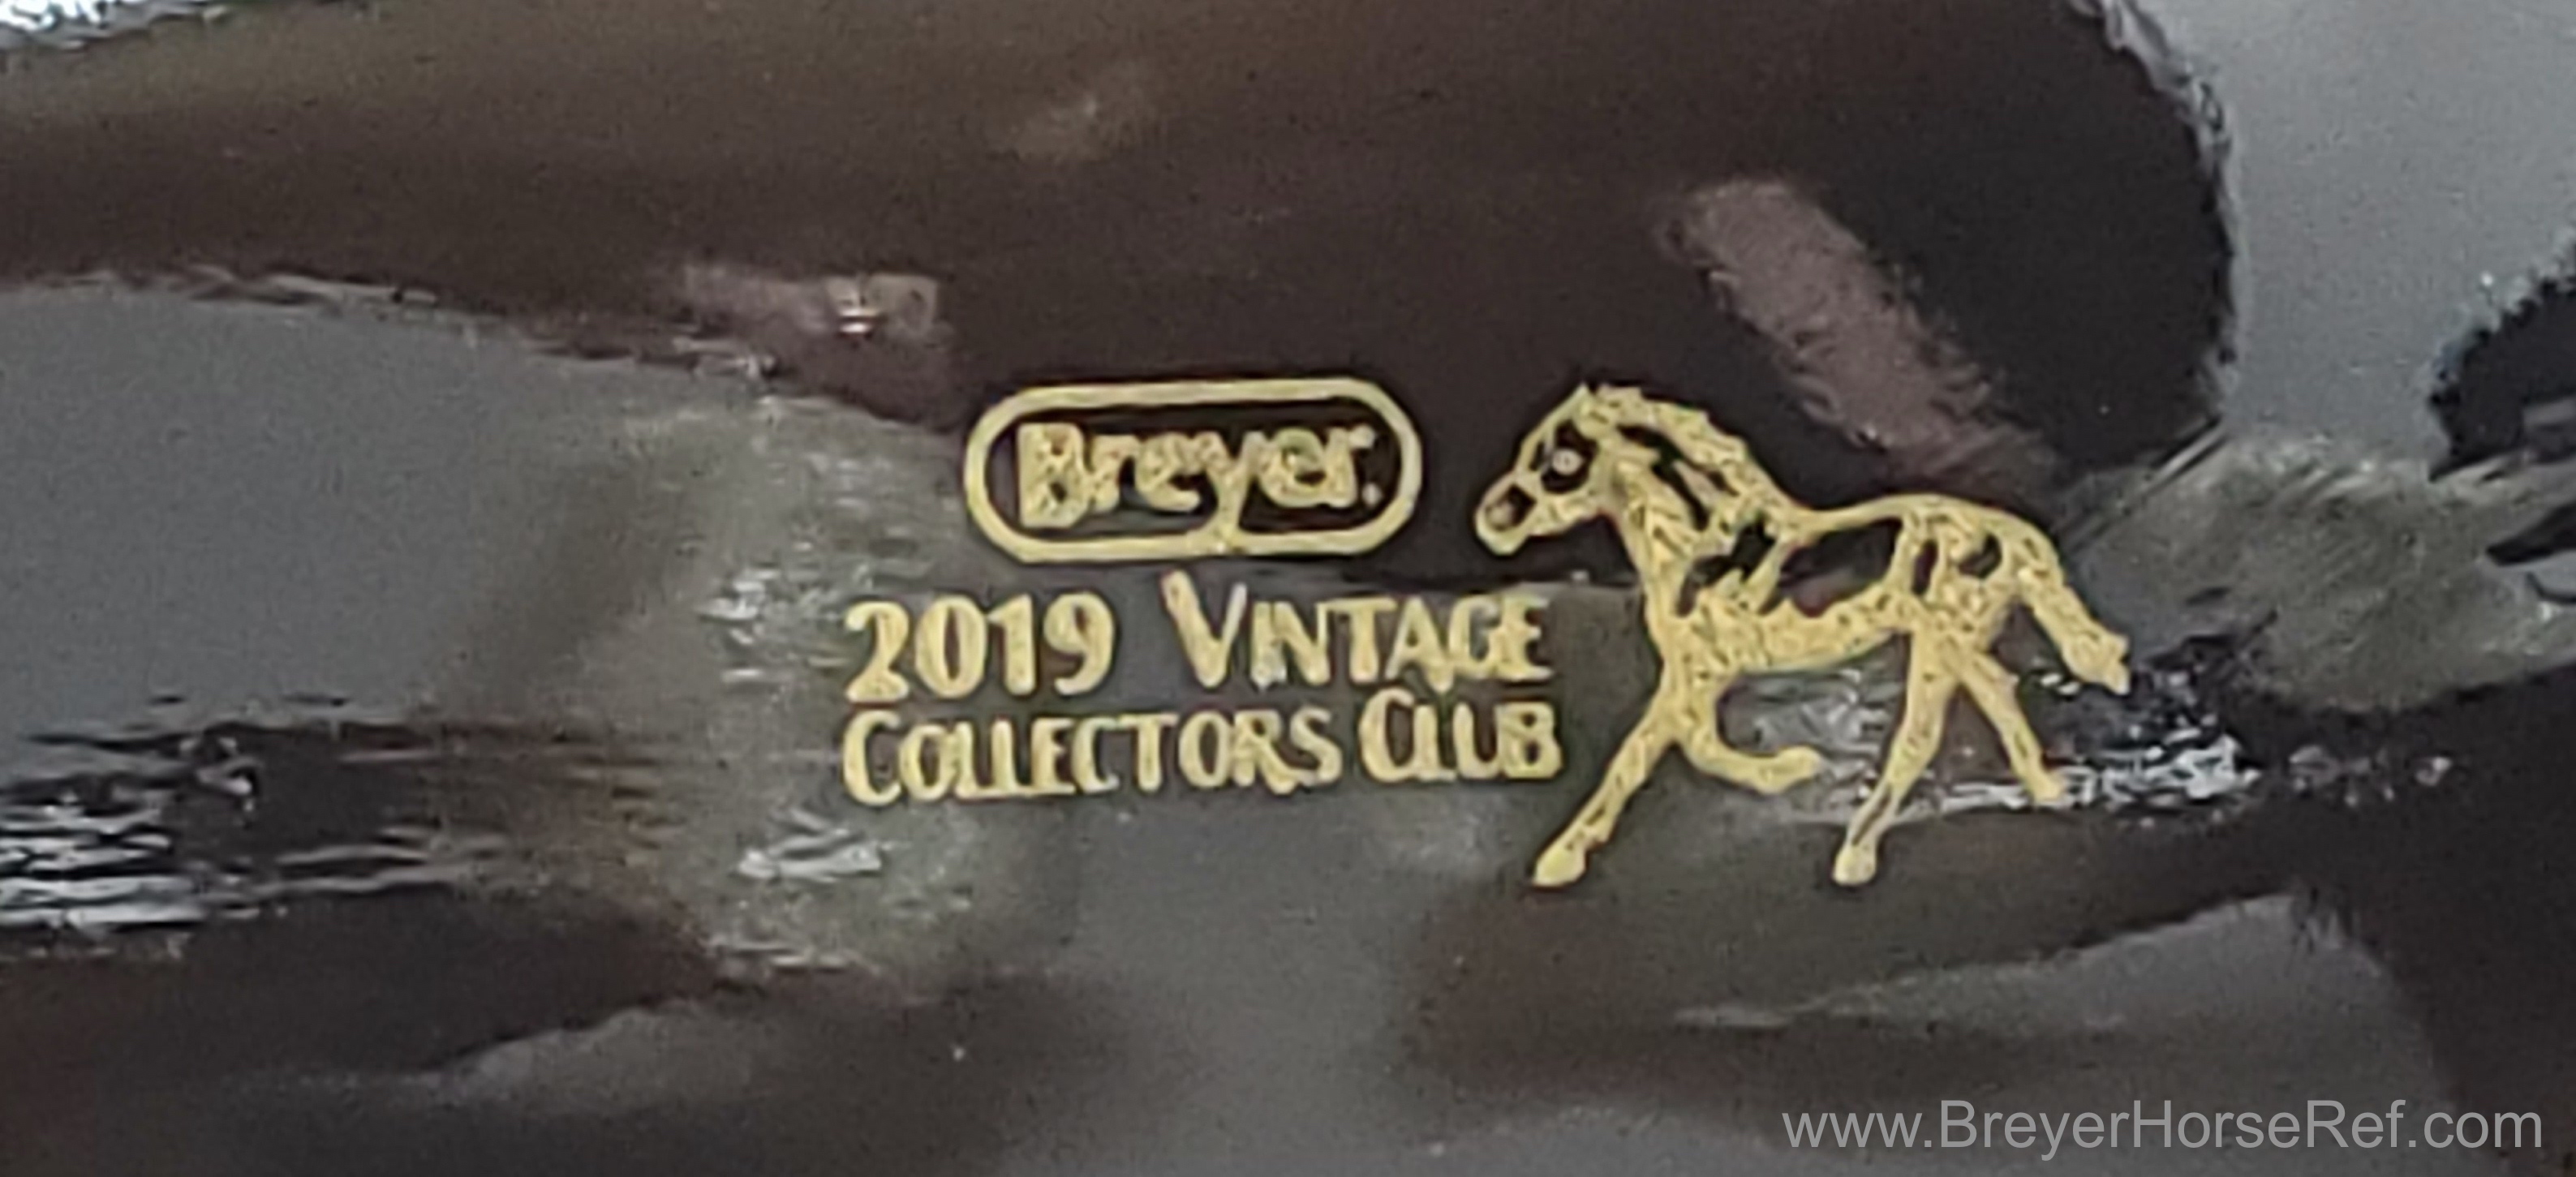 Breyer.
2019 VINTAGE
COLLECTORS CLUB
www.BreyerHorseRef.com